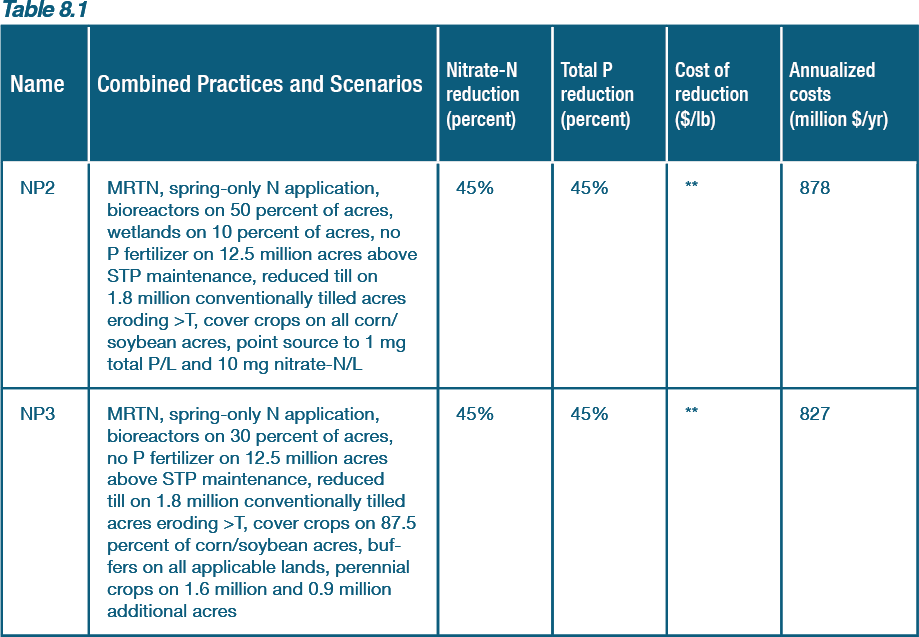 Table 8.1
Name
Combined Practices and Scenarios
Nitrate-N
reduction
(percent)
Total P
reduction
(percent)
Cost of
reduction
($/lb)
Annualized
costs
(million $/yr)
NP2
MRTN, spring-only N application,
bioreactors on 50 percent of acres,
wetlands on 10 percent of acres, no
P fertilizer on 12.5 million acres above
STP maintenance, reduced till on
1.8 million conventionally tilled acres
eroding >T, cover crops on all corn/
soybean acres, point source to 1 mg
total P/L and 10 mg nitrate-N/L
45%
45%
**
878
NP3
MRTN, spring-only N application,
bioreactors on 30 percent of acres,
no P fertilizer on 12.5 million acres
above STP maintenance, reduced
till on 1.8 million conventionally tilled
acres eroding >T, cover crops on 87.5
percent of corn/soybean acres, buf-
fers on all applicable lands, perennial
crops on 1.6 million and 0.9 million
additional acres
45%
45%
**
827